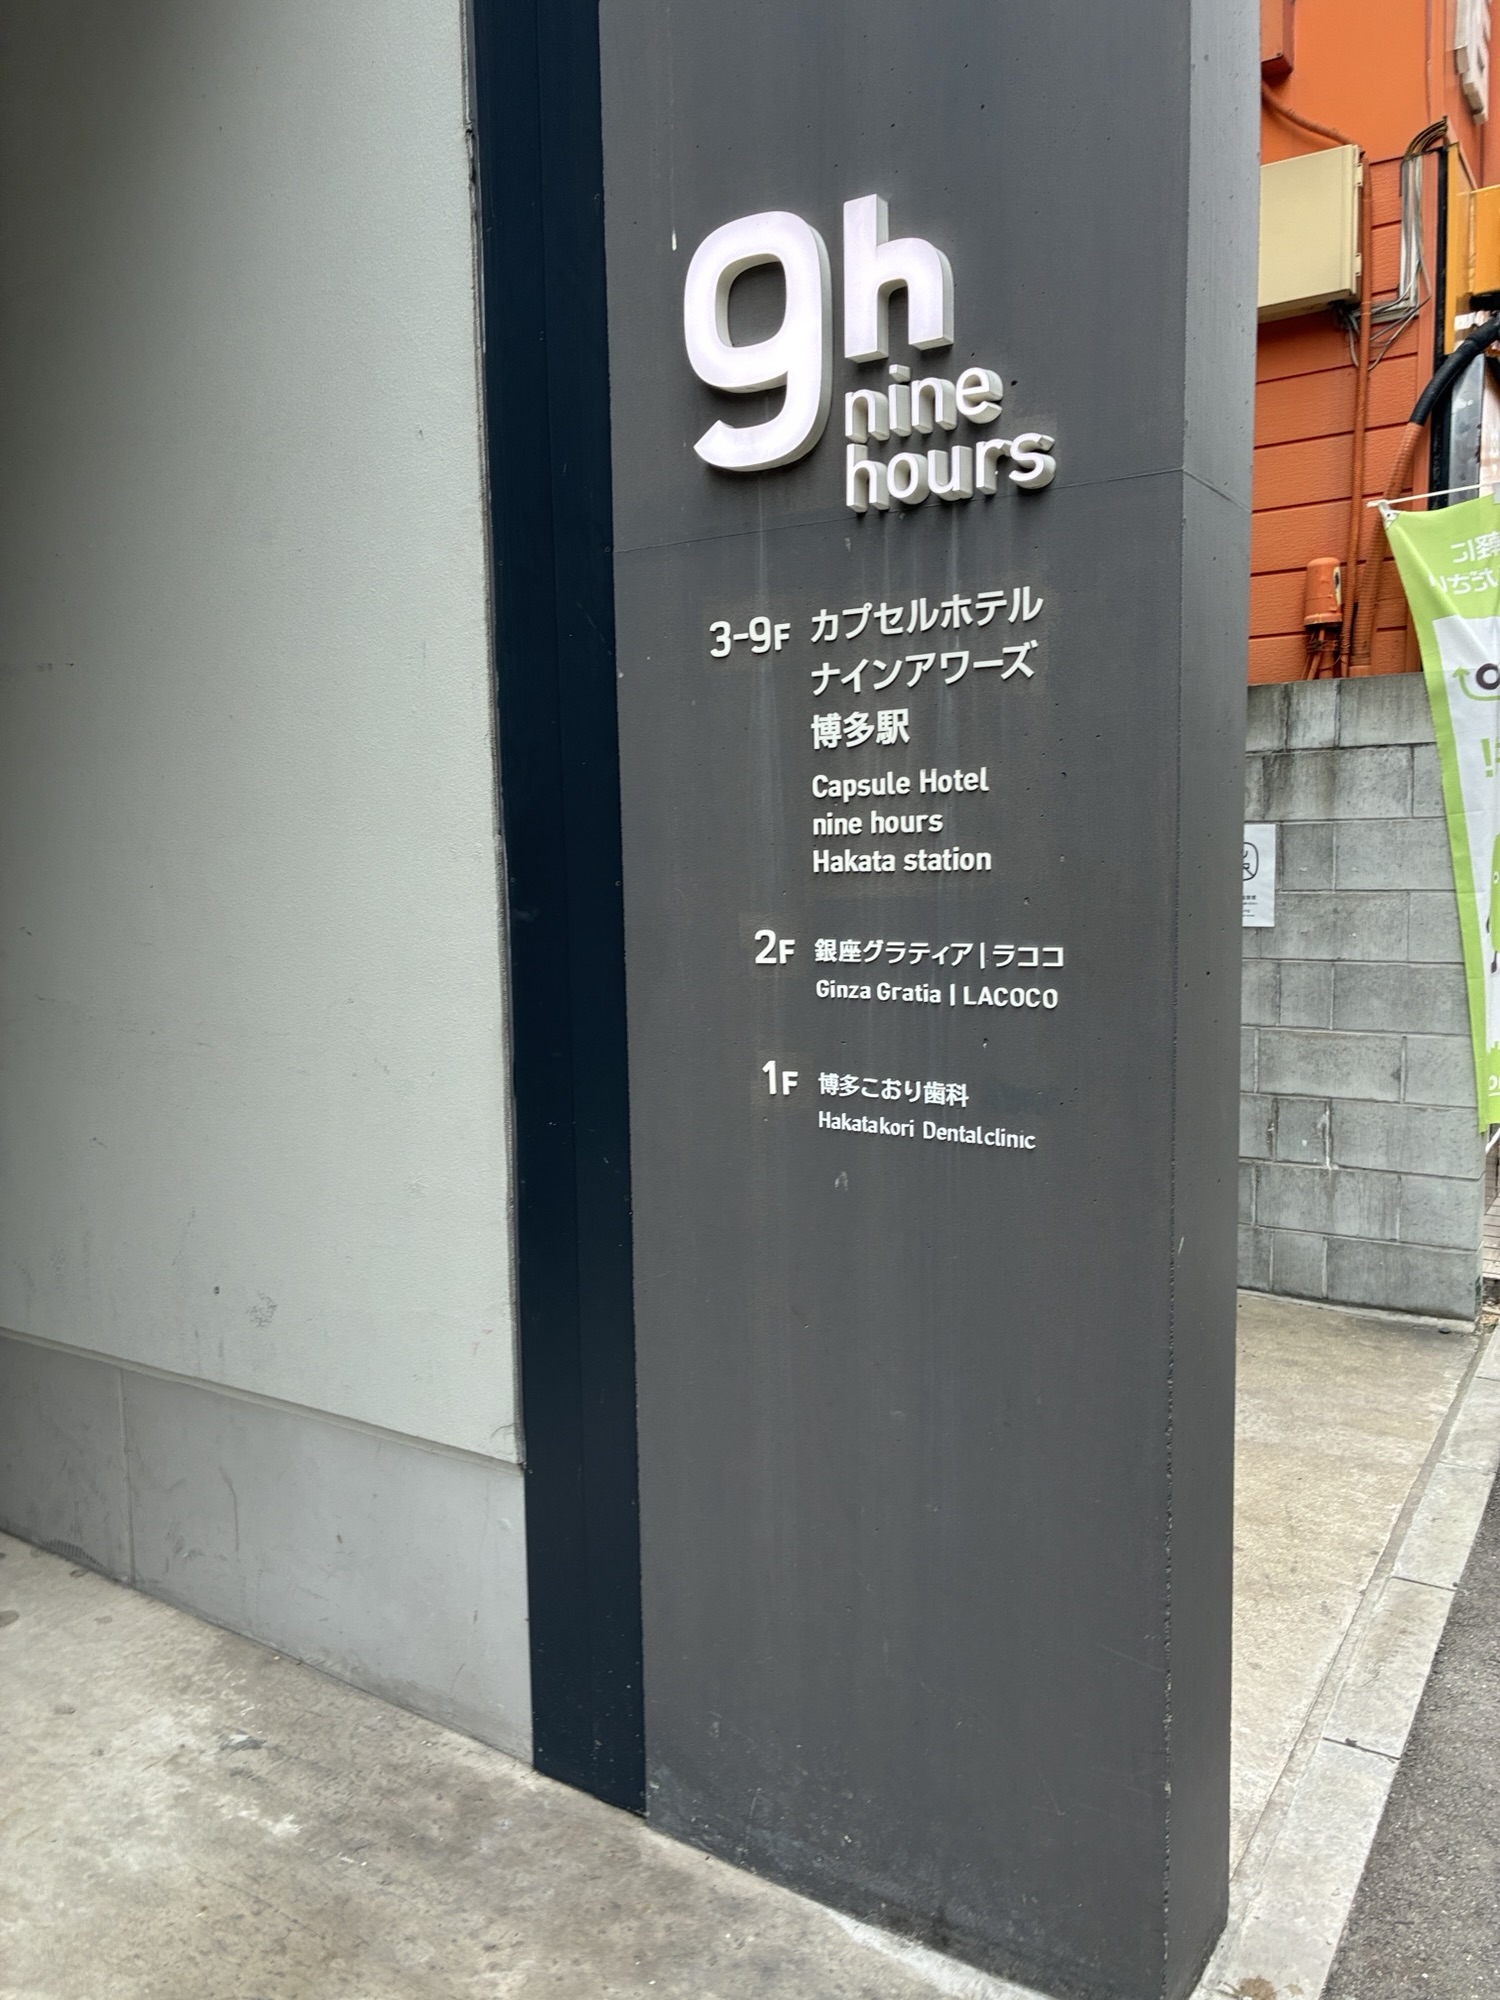 9h
nine
hours
3-9F カプセルホテル
ナインアワーズ
博多駅
Capsule Hotel
nine hours
Hakata station
2F 銀座グラティア|ラココ
Ginza Gratia | LACOCO
1F 博多こおり歯科
Hakatakori Dentalclinic